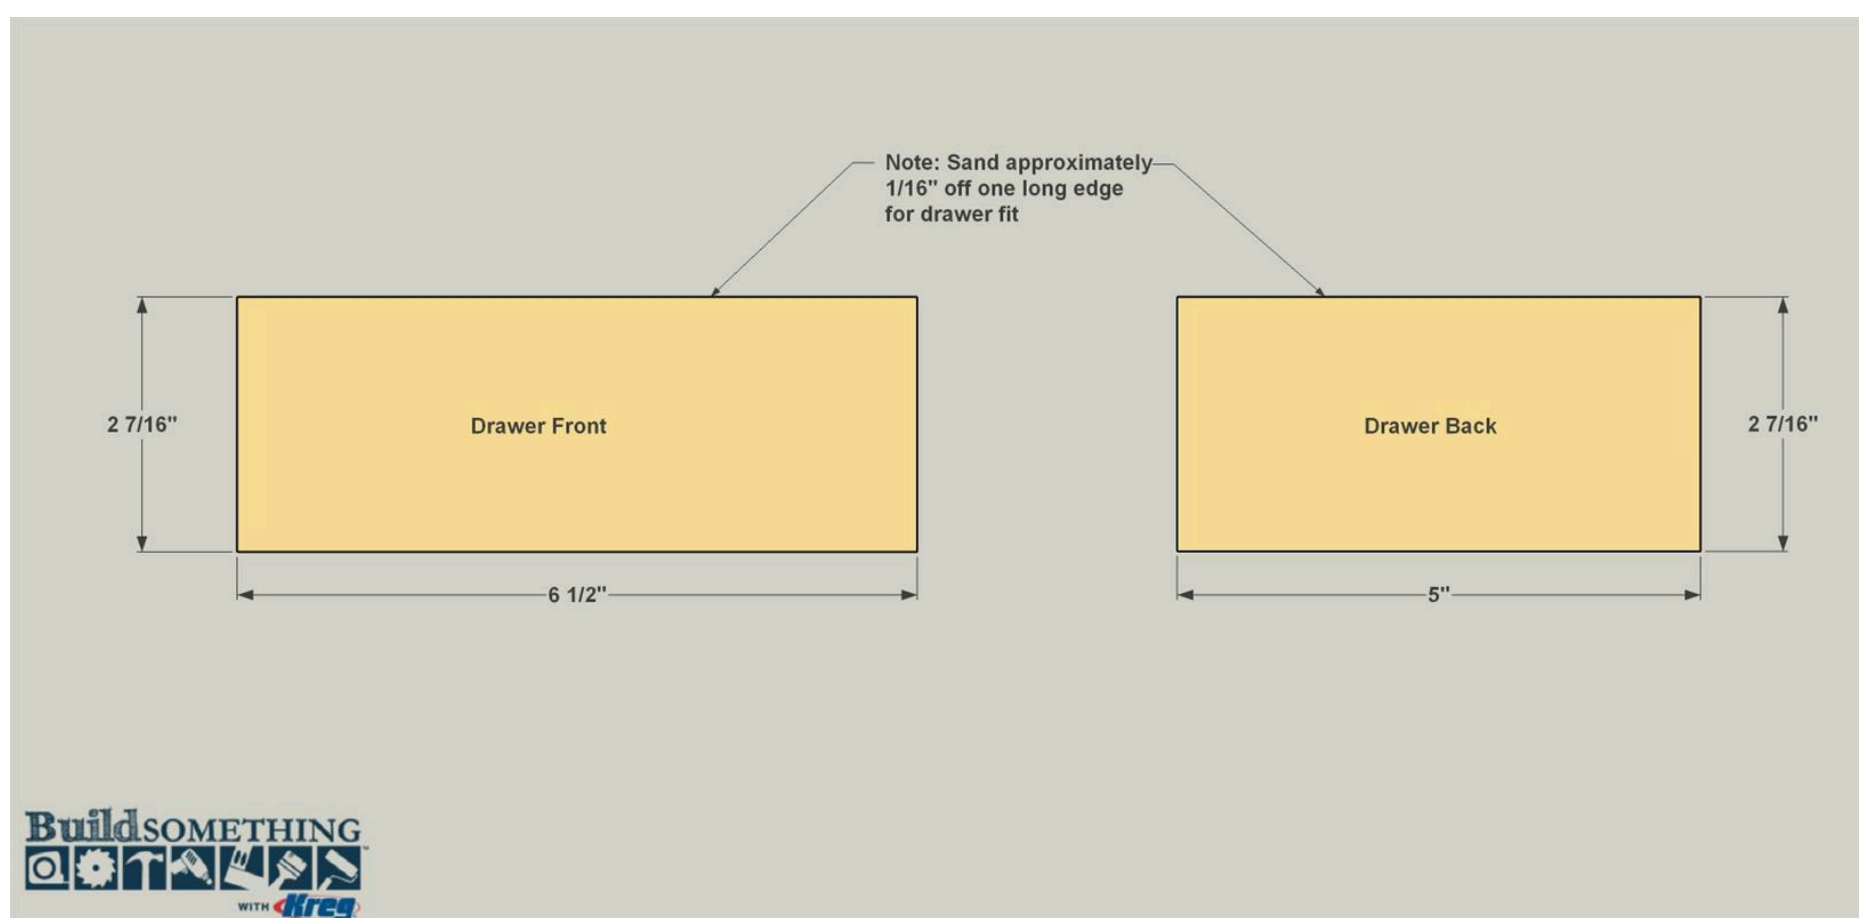 Note: Sand approximately
1/16" off one long edge
for drawer fit
2 7/16"
Drawer Front
Drawer Back
2 7/16"
6 1/2"
5"
BuildSOMETHING™
WITH Kreg